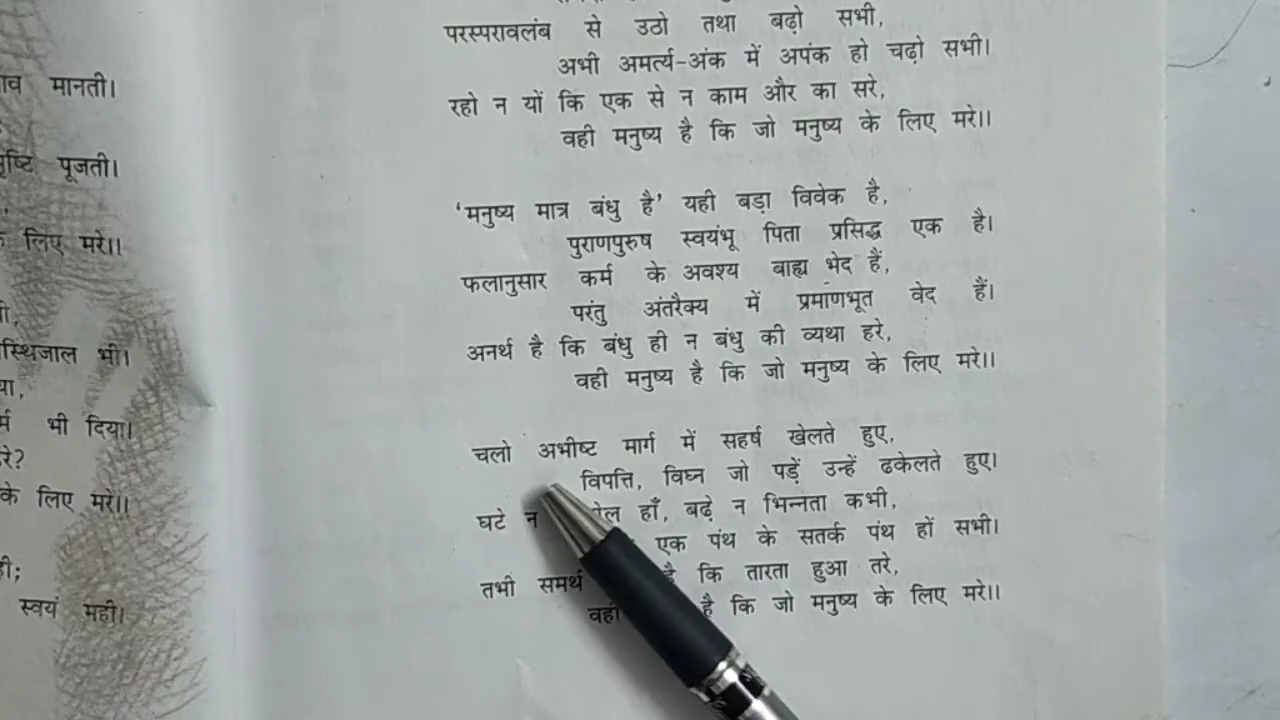 परस्परावलंब से उठो तथा बढ़ो सभी,
अभी अमर्त्य-अंक में अपंक हो चढ़ो सभी।
रहो न यों कि एक से न काम और का सरे,
वही मनुष्य है कि जो मनुष्य के लिए मरे।।
'मनुष्य मात्र बंधु है' यही बड़ा विवेक है,
पुराणपुरुष स्वयंभू पिता प्रसिद्ध एक है।
फलानुसार कर्म के अवश्य बाह्य भेद हैं,
परंतु अंतरैक्य में प्रमाणभूत वेद हैं।
अनर्थ है कि बंधु ही न बंधु की व्यथा हरे,
वही मनुष्य है कि जो मनुष्य के लिए मरे।।
चलो अभीष्ट मार्ग में सहर्ष खेलते हुए,
विपत्ति, विघ्न जो पड़ें उन्हें ढकेलते हुए।
घटे न हाँ, बढ़े न भिन्नता कभी,
एक पंथ के सतर्क पंथ हों सभी।
तभी समर्थ है कि तारता हुआ तरे,
वही है कि जो मनुष्य के लिए मरे।।
मानती।
पूजती।
लिए मरे।।
स्थिजाल भी।
भी दिया।
के लिए मरे।।
स्वयं मही।